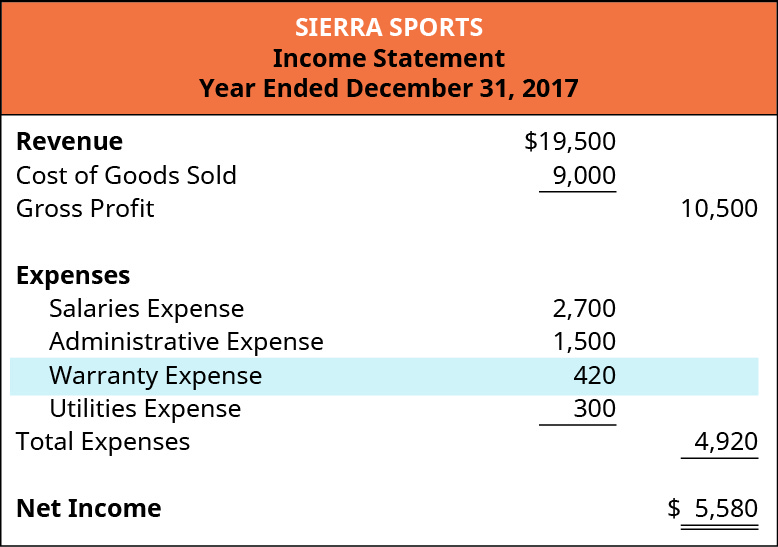 SIERRA SPORTS
Income Statement
Year Ended December 31, 2017
Revenue $19,500
Cost of Goods Sold 9,000
Gross Profit 10,500
Expenses
Salaries Expense 2,700
Administrative Expense 1,500
Warranty Expense 420
Utilities Expense 300
Total Expenses 4,920
Net Income $ 5,580